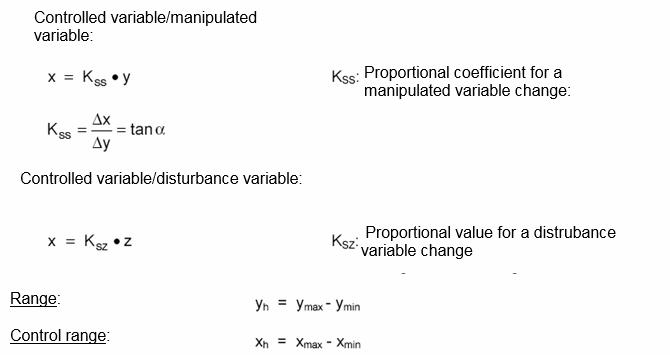 Controlled variable/manipulated
variable:
x = Kss • y
Kss: Proportional coefficient for a
manipulated variable change:
Kss = Δx/Δy = tan α
Controlled variable/disturbance variable:
x = Ksz • z
Ksz: Proportional value for a distrubance
variable change
Range: yh = ymax - ymin
Control range: xh = xmax - xmin